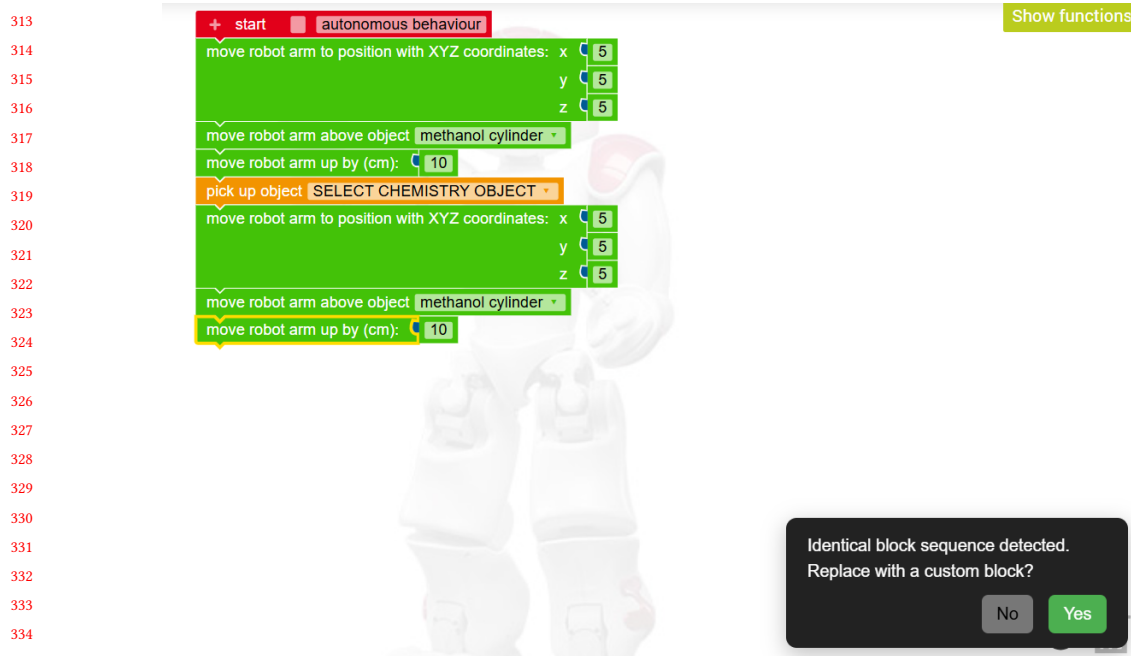 Show functions
313
+ start autonomous behaviour
314
move robot arm to position with XYZ coordinates: x 5
315
y 5
316
z 5
317
move robot arm above object methanol cylinder
318
move robot arm up by (cm): 10
319
pick up object SELECT CHEMISTRY OBJECT
320
move robot arm to position with XYZ coordinates: x 5
321
y 5
322
z 5
323
move robot arm above object methanol cylinder
324
move robot arm up by (cm): 10
325
326
327
328
329
330
331
Identical block sequence detected.
332
Replace with a custom block?
333
No Yes
334